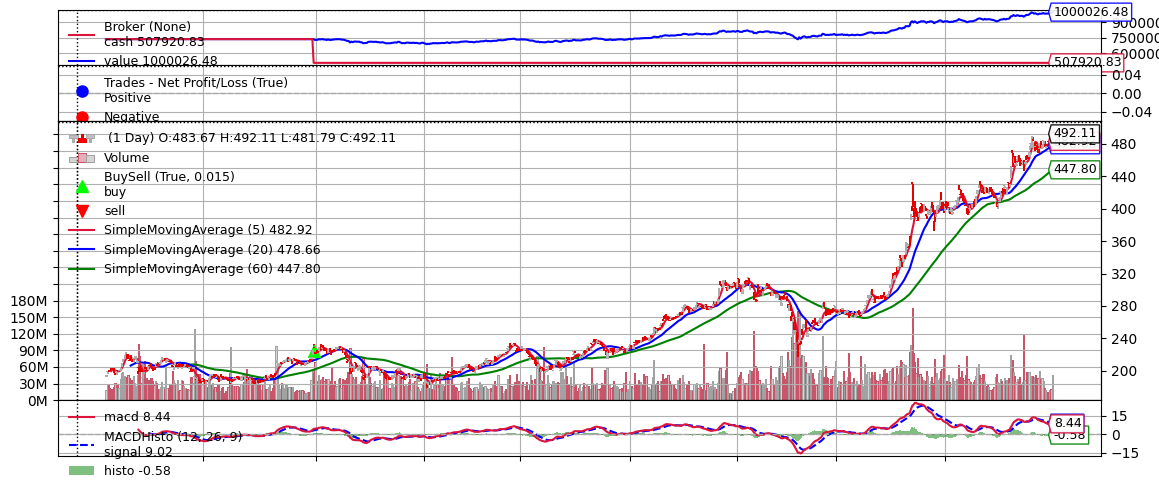 Broker (None)
cash 507920.83
value 1000026.48
1000026.48
900000
750000
600000
507920.83
Trades - Net Profit/Loss (True)
Positive
Negative
0.04
0.00
−0.04
(1 Day) O:483.67 H:492.11 L:481.79 C:492.11
Volume
BuySell (True, 0.015)
buy
sell
SimpleMovingAverage (5) 482.92
SimpleMovingAverage (20) 478.66
SimpleMovingAverage (60) 447.80
492.11
482.92
447.80
480
440
400
360
320
280
240
200
180M
150M
120M
90M
60M
30M
0M
macd 8.44
MACDHisto (12, 26, 9)
signal 9.02
histo -0.58
15
8.44
0
-0.58
−15